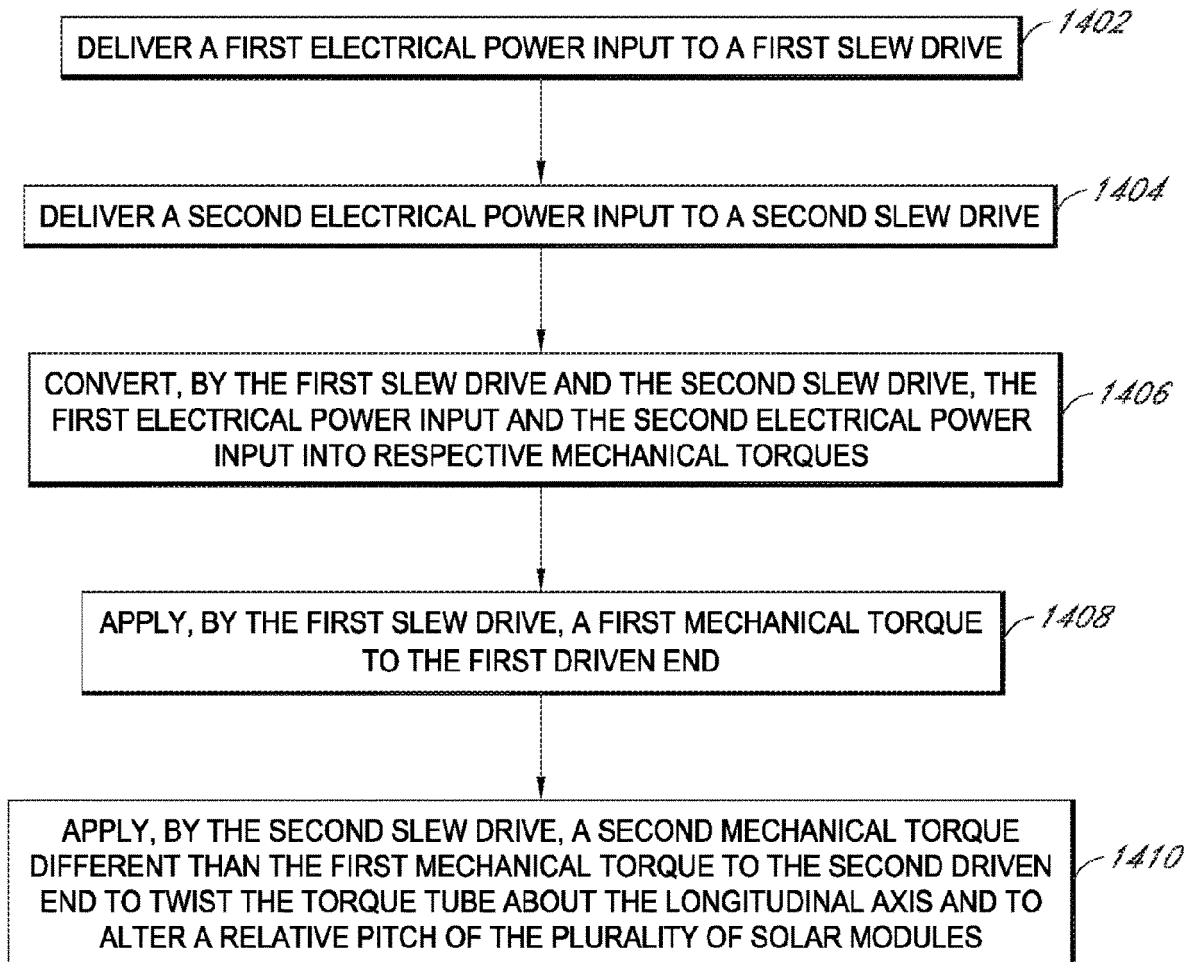 DELIVER A FIRST ELECTRICAL POWER INPUT TO A FIRST SLEW DRIVE
1402
DELIVER A SECOND ELECTRICAL POWER INPUT TO A SECOND SLEW DRIVE
1404
CONVERT, BY THE FIRST SLEW DRIVE AND THE SECOND SLEW DRIVE, THE
FIRST ELECTRICAL POWER INPUT AND THE SECOND ELECTRICAL POWER
INPUT INTO RESPECTIVE MECHANICAL TORQUES
1406
APPLY, BY THE FIRST SLEW DRIVE, A FIRST MECHANICAL TORQUE
TO THE FIRST DRIVEN END
1408
APPLY, BY THE SECOND SLEW DRIVE, A SECOND MECHANICAL TORQUE
DIFFERENT THAN THE FIRST MECHANICAL TORQUE TO THE SECOND DRIVEN
END TO TWIST THE TORQUE TUBE ABOUT THE LONGITUDINAL AXIS AND TO
ALTER A RELATIVE PITCH OF THE PLURALITY OF SOLAR MODULES
1410